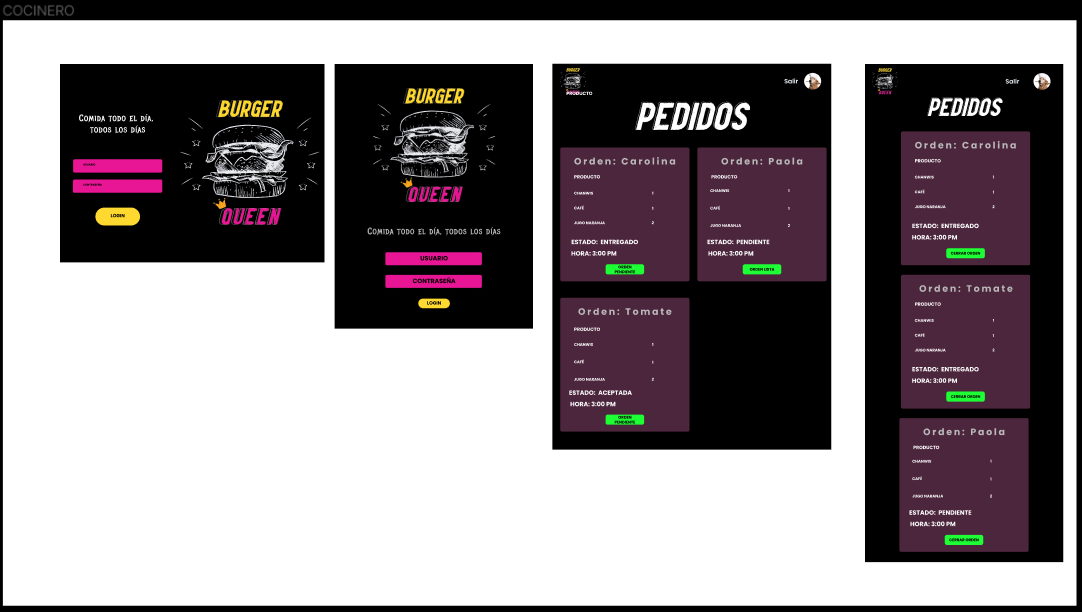 COCINERO
Comida todo el día,
todos los días
USUARIO
CONTRASEÑA
LOGIN
BURGER
QUEEN
BURGER
QUEEN
Comida todo el día, todos los días
USUARIO
CONTRASEÑA
LOGIN
BURGER
PRODUCTO
Salir
PEDIDOS
Orden: Carolina
PRODUCTO
CHANWIS 1
CAFÉ 1
JUGO NARANJA 2
ESTADO: ENTREGADO
HORA: 3:00 PM
ORDEN
PENDIENTE
Orden: Paola
PRODUCTO
CHANWIS 1
CAFÉ 1
JUGO NARANJA 2
ESTADO: PENDIENTE
HORA: 3:00 PM
ORDEN LISTA
Orden: Tomate
PRODUCTO
CHANWIS 1
CAFÉ 1
JUGO NARANJA 2
ESTADO: ACEPTADA
HORA: 3:00 PM
ORDEN
PENDIENTE
BURGER
QUEEN
Salir
PEDIDOS
Orden: Carolina
PRODUCTO
CHANWIS 1
CAFÉ 1
JUGO NARANJA 2
ESTADO: ENTREGADO
HORA: 3:00 PM
CERRAR ORDEN
Orden: Tomate
PRODUCTO
CHANWIS 1
CAFÉ 1
JUGO NARANJA 2
ESTADO: ENTREGADO
HORA: 3:00 PM
CERRAR ORDEN
Orden: Paola
PRODUCTO
CHANWIS 1
CAFÉ 1
JUGO NARANJA 2
ESTADO: PENDIENTE
HORA: 3:00 PM
CERRAR ORDEN